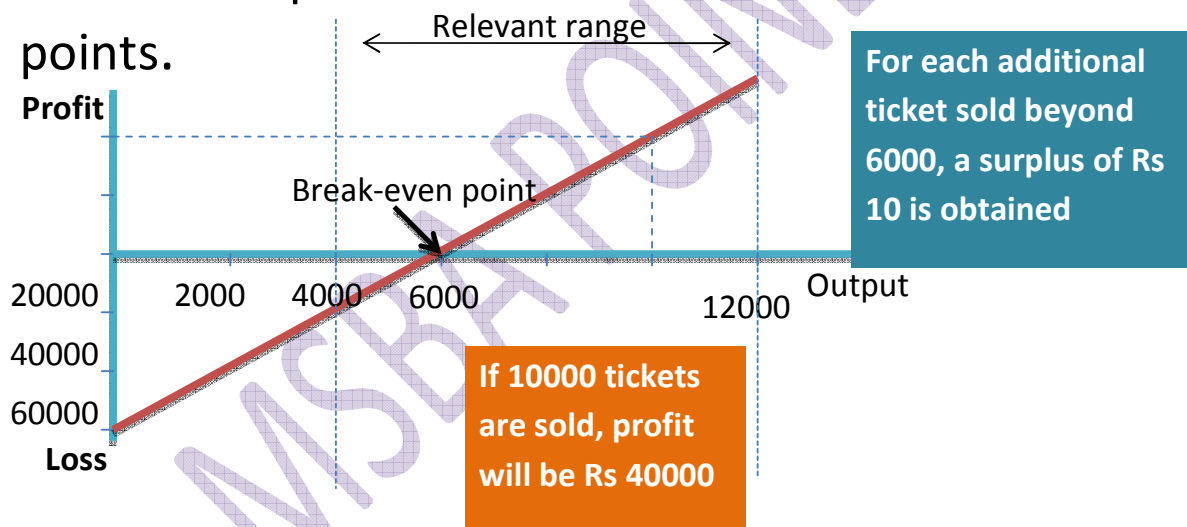 Relevant range
points.
Profit
For each additional
ticket sold beyond
6000, a surplus of Rs
10 is obtained
Break-even point
20000
2000
4000
6000
12000
Output
40000
60000
Loss
If 10000 tickets
are sold, profit
will be Rs 40000
MSBA POIN